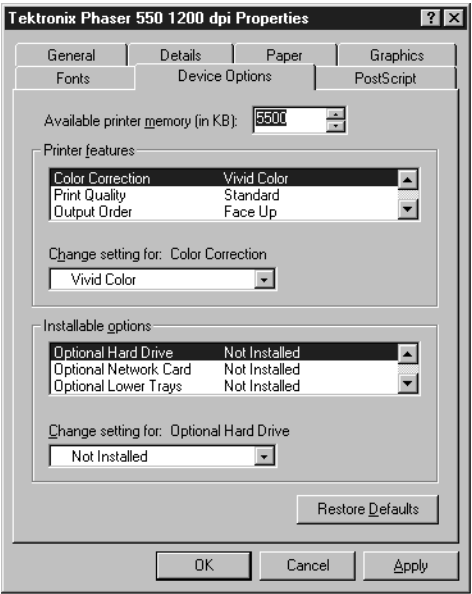 Tektronix Phaser 550 1200 dpi Properties ? X
General Details Paper Graphics
Fonts Device Options PostScript
Available printer memory (in KB): 5500
Printer features
Color Correction Vivid Color
Print Quality Standard
Output Order Face Up
Change setting for: Color Correction
Vivid Color
Installable options
Optional Hard Drive Not Installed
Optional Network Card Not Installed
Optional Lower Trays Not Installed
Change setting for: Optional Hard Drive
Not Installed
Restore Defaults
OK Cancel Apply